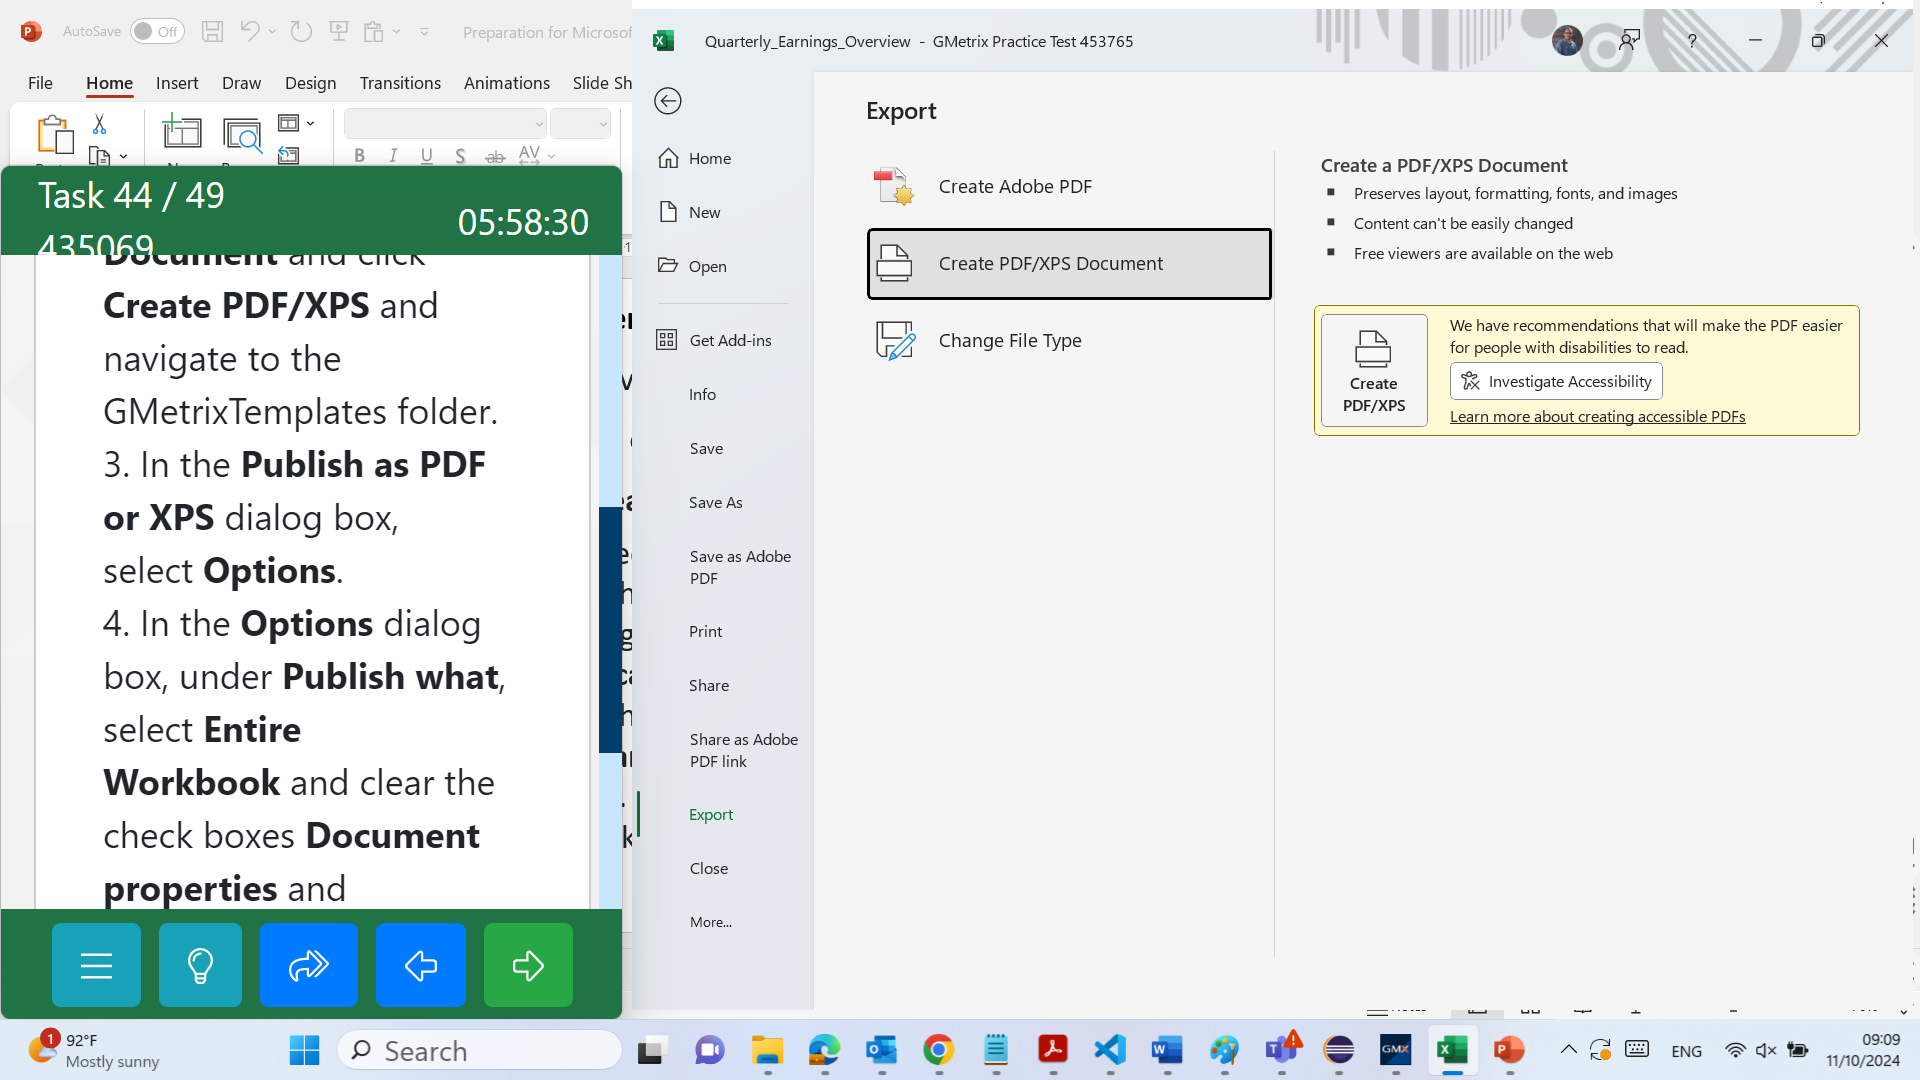 AutoSave Off
Preparation for Microsof
File Home Insert Draw Design Transitions Animations Slide Sh
B I U S ab AV
Task 44 / 49
435069
05:58:30
Document and click
Create PDF/XPS and
navigate to the
GMetrixTemplates folder.
3. In the Publish as PDF
or XPS dialog box,
select Options.
4. In the Options dialog
box, under Publish what,
select Entire
Workbook and clear the
check boxes Document
properties and
Quarterly_Earnings_Overview - GMetrix Practice Test 453765
?
Home
New
Open
Get Add-ins
Info
Save
Save As
Save as Adobe
PDF
Print
Share
Share as Adobe
PDF link
Export
Close
More...
Export
Create Adobe PDF
Create PDF/XPS Document
Change File Type
Create a PDF/XPS Document
Preserves layout, formatting, fonts, and images
Content can't be easily changed
Free viewers are available on the web
Create
PDF/XPS
We have recommendations that will make the PDF easier
for people with disabilities to read.
Investigate Accessibility
Learn more about creating accessible PDFs
1
92°F
Mostly sunny
Search
GMX
ENG
09:09
11/10/2024